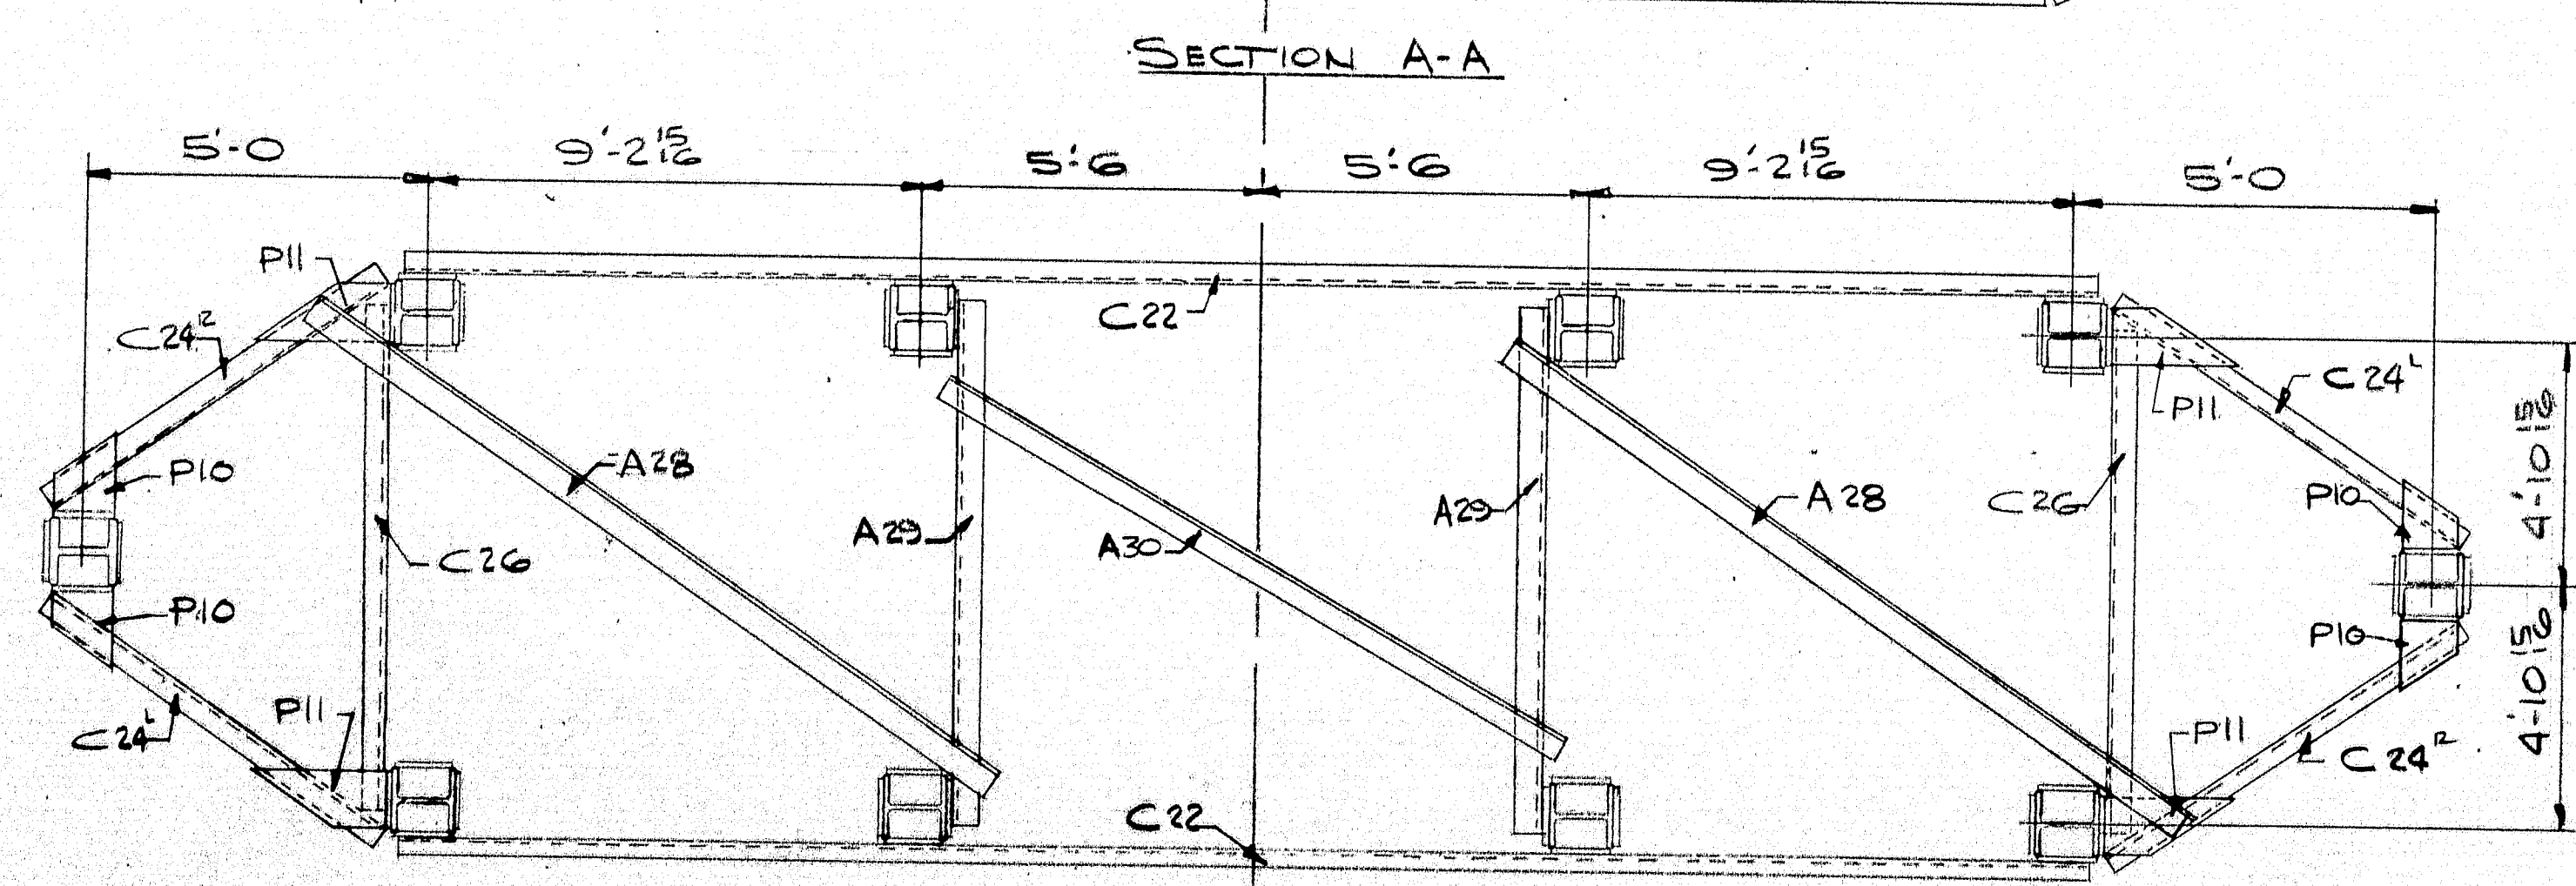 SECTION A-A
5'-0 9'-2 15/16 5'-6 5'-6 9'-2 15/16 5'-0
P11
C22
C24R
C24L
P11
P10
A28
A28
C26
P10
A29
A29
4'-10 15/16
A30
C26
P10
P10
4'-10 15/16
P11
P11
C24L
C24R
C22